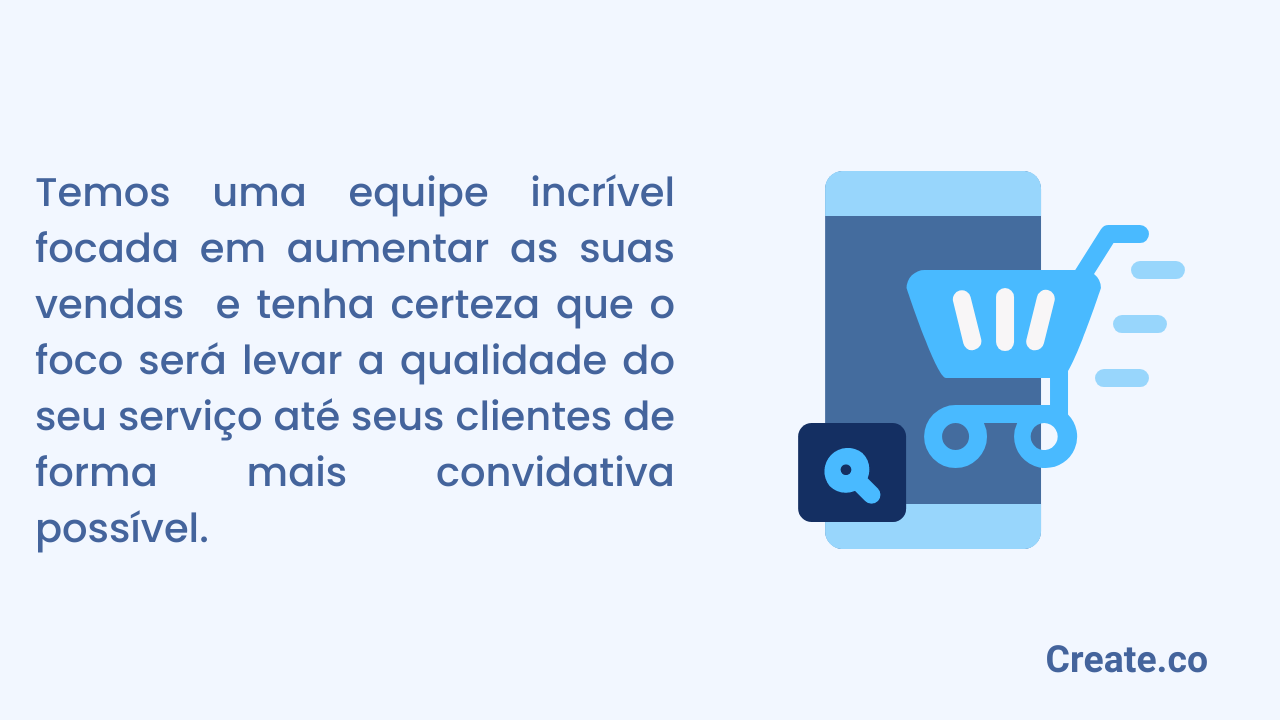 Temos uma equipe incrível
focada em aumentar as suas
vendas  e tenha certeza que o
foco será levar a qualidade do
seu serviço até seus clientes de
forma mais convidativa
possível.
Create.co